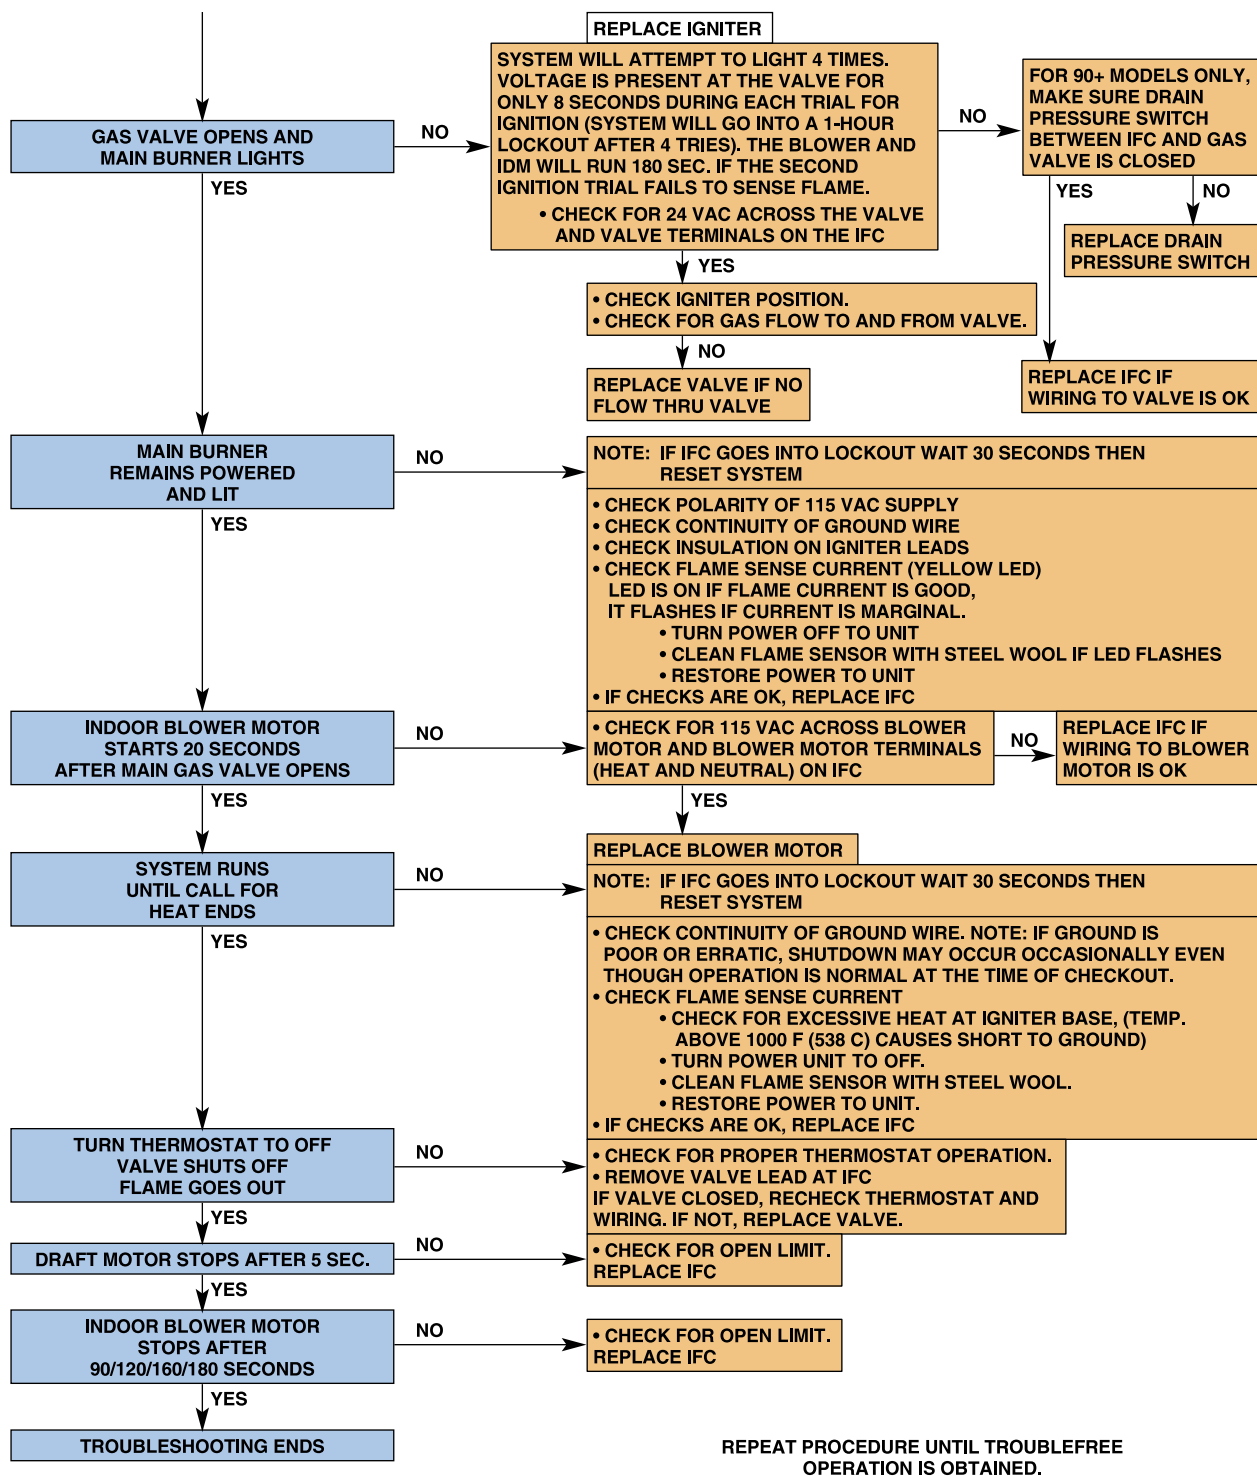 REPLACE IGNITER
SYSTEM WILL ATTEMPT TO LIGHT 4 TIMES.
VOLTAGE IS PRESENT AT THE VALVE FOR
ONLY 8 SECONDS DURING EACH TRIAL FOR
IGNITION (SYSTEM WILL GO INTO A 1-HOUR
LOCKOUT AFTER 4 TRIES). THE BLOWER AND
IDM WILL RUN 180 SEC. IF THE SECOND
IGNITION TRIAL FAILS TO SENSE FLAME.
• CHECK FOR 24 VAC ACROSS THE VALVE
AND VALVE TERMINALS ON THE IFC
FOR 90+ MODELS ONLY,
MAKE SURE DRAIN
PRESSURE SWITCH
BETWEEN IFC AND GAS
VALVE IS CLOSED
GAS VALVE OPENS AND
MAIN BURNER LIGHTS
NO
NO
YES
YES
NO
REPLACE DRAIN
PRESSURE SWITCH
YES
• CHECK IGNITER POSITION.
• CHECK FOR GAS FLOW TO AND FROM VALVE.
NO
REPLACE VALVE IF NO
FLOW THRU VALVE
REPLACE IFC IF
WIRING TO VALVE IS OK
MAIN BURNER
REMAINS POWERED
AND LIT
NO
YES
NOTE: IF IFC GOES INTO LOCKOUT WAIT 30 SECONDS THEN
RESET SYSTEM
• CHECK POLARITY OF 115 VAC SUPPLY
• CHECK CONTINUITY OF GROUND WIRE
• CHECK INSULATION ON IGNITER LEADS
• CHECK FLAME SENSE CURRENT (YELLOW LED)
LED IS ON IF FLAME CURRENT IS GOOD,
IT FLASHES IF CURRENT IS MARGINAL.
• TURN POWER OFF TO UNIT
• CLEAN FLAME SENSOR WITH STEEL WOOL IF LED FLASHES
• RESTORE POWER TO UNIT
• IF CHECKS ARE OK, REPLACE IFC
INDOOR BLOWER MOTOR
STARTS 20 SECONDS
AFTER MAIN GAS VALVE OPENS
NO
YES
• CHECK FOR 115 VAC ACROSS BLOWER
MOTOR AND BLOWER MOTOR TERMINALS
(HEAT AND NEUTRAL) ON IFC
NO
REPLACE IFC IF
WIRING TO BLOWER
MOTOR IS OK
YES
REPLACE BLOWER MOTOR
SYSTEM RUNS
UNTIL CALL FOR
HEAT ENDS
NO
YES
NOTE: IF IFC GOES INTO LOCKOUT WAIT 30 SECONDS THEN
RESET SYSTEM
• CHECK CONTINUITY OF GROUND WIRE. NOTE: IF GROUND IS
POOR OR ERRATIC, SHUTDOWN MAY OCCUR OCCASIONALLY EVEN
THOUGH OPERATION IS NORMAL AT THE TIME OF CHECKOUT.
• CHECK FLAME SENSE CURRENT
• CHECK FOR EXCESSIVE HEAT AT IGNITER BASE, (TEMP.
ABOVE 1000 F (538 C) CAUSES SHORT TO GROUND)
• TURN POWER UNIT TO OFF.
• CLEAN FLAME SENSOR WITH STEEL WOOL.
• RESTORE POWER TO UNIT.
• IF CHECKS ARE OK, REPLACE IFC
TURN THERMOSTAT TO OFF
VALVE SHUTS OFF
FLAME GOES OUT
NO
YES
• CHECK FOR PROPER THERMOSTAT OPERATION.
• REMOVE VALVE LEAD AT IFC
IF VALVE CLOSED, RECHECK THERMOSTAT AND
WIRING. IF NOT, REPLACE VALVE.
DRAFT MOTOR STOPS AFTER 5 SEC.
NO
YES
• CHECK FOR OPEN LIMIT.
REPLACE IFC
INDOOR BLOWER MOTOR
STOPS AFTER
90/120/160/180 SECONDS
NO
YES
• CHECK FOR OPEN LIMIT.
REPLACE IFC
TROUBLESHOOTING ENDS
REPEAT PROCEDURE UNTIL TROUBLEFREE
OPERATION IS OBTAINED.